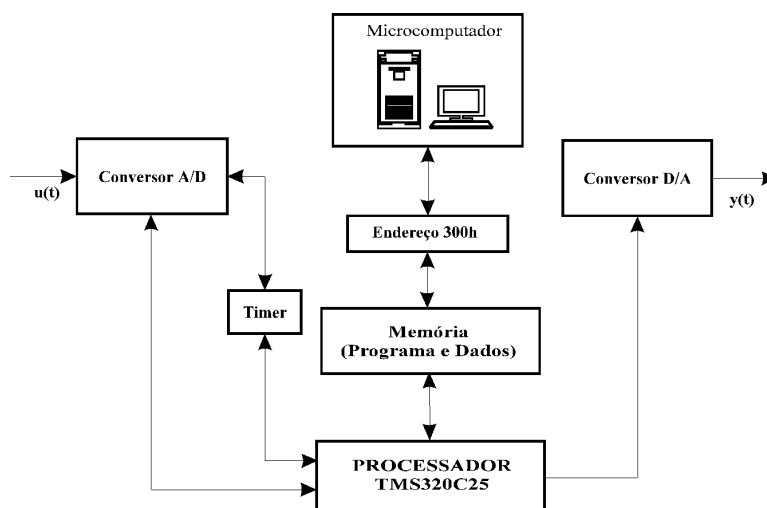 Microcomputador
Conversor A/D
Conversor D/A
u(t)
y(t)
Endereço 300h
Timer
Memória
(Programa e Dados)
PROCESSADOR
TMS320C25